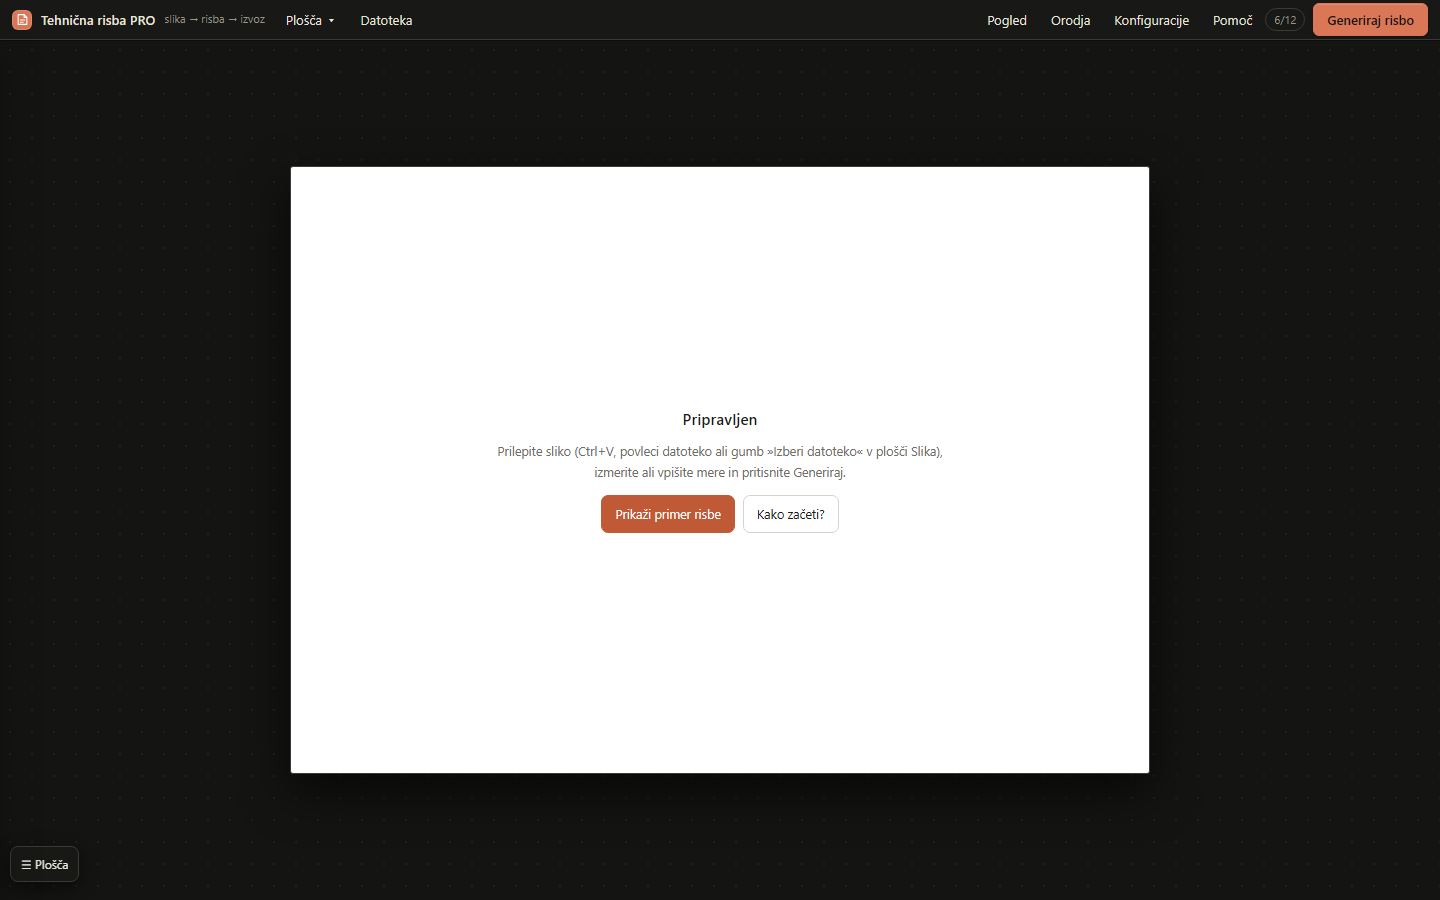 Tehnična risba PRO slika → risba → izvoz Plošča ▾ Datoteka Pogled Orodja Konfiguracije Pomoč 6/12 Generiraj risbo
Pripravljen
Prilepite sliko (Ctrl+V, povleci datoteko ali gumb »Izberi datoteko« v plošči Slika),
izmerite ali vpišite mere in pritisnite Generiraj.
Prikaži primer risbe Kako začeti?
☰ Plošča